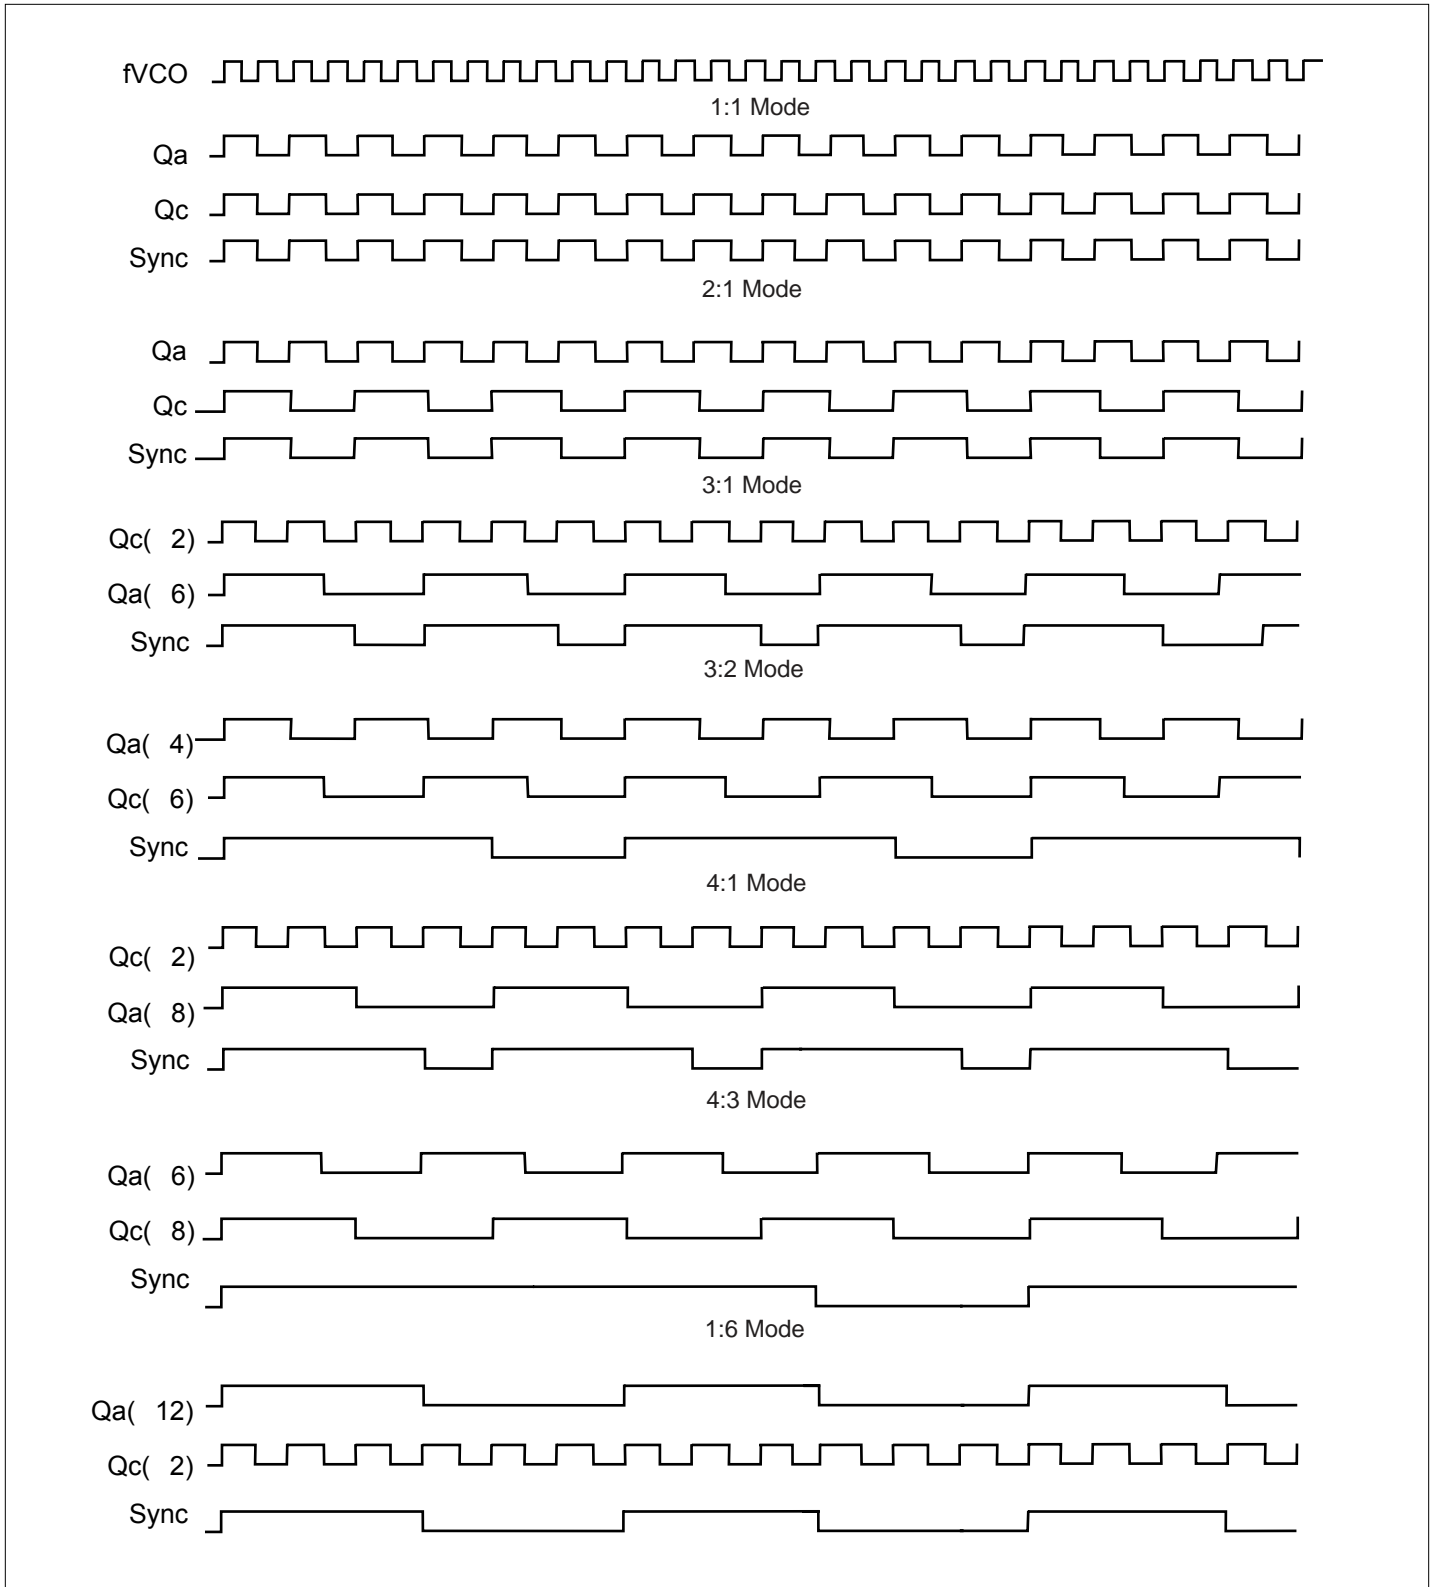 fVCO
1:1 Mode
Qa
Qc
Sync
2:1 Mode
Qa
Qc
Sync
3:1 Mode
Qc( 2)
Qa( 6)
Sync
3:2 Mode
Qa( 4)
Qc( 6)
Sync
4:1 Mode
Qc( 2)
Qa( 8)
Sync
4:3 Mode
Qa( 6)
Qc( 8)
Sync
1:6 Mode
Qa( 12)
Qc( 2)
Sync